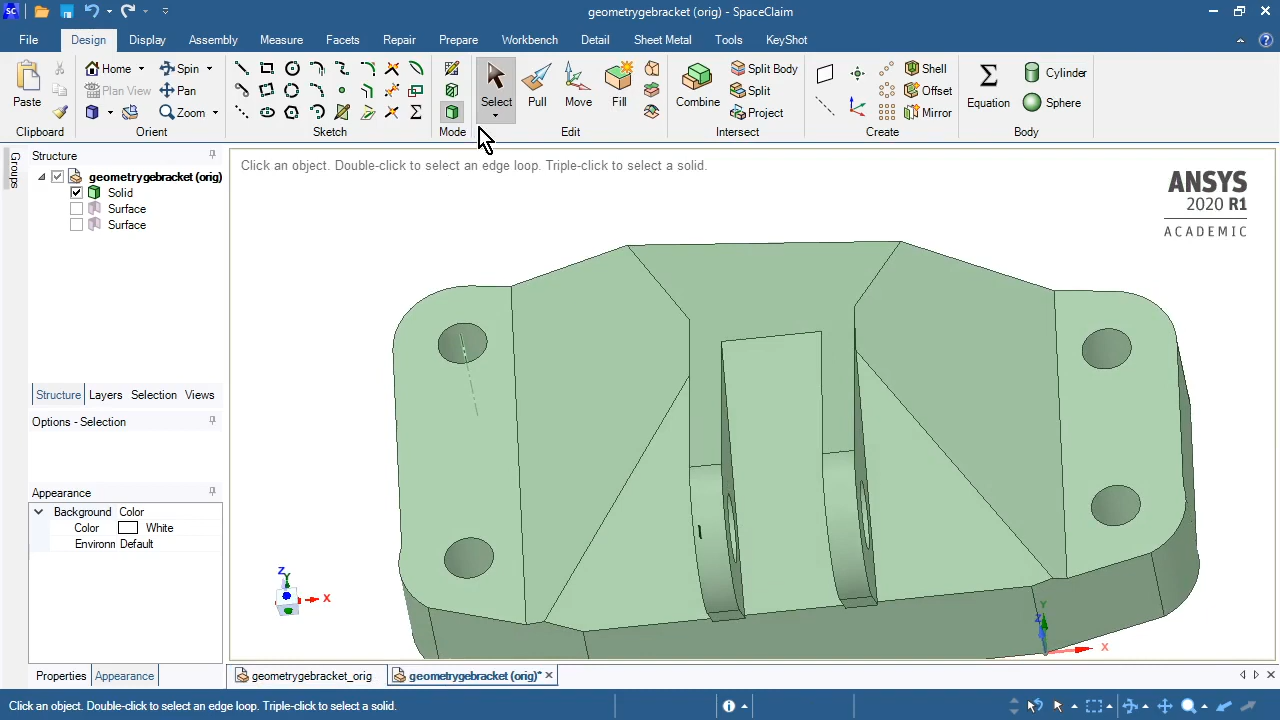 geometrygebracket (orig) - SpaceClaim
File Design Display Assembly Measure Facets Repair Prepare Workbench Detail Sheet Metal Tools KeyShot
Paste
Home Spin
Plan View Pan
Zoom
Select Pull Move Fill
Combine
Split Body
Split
Project
Shell
Offset
Mirror
Equation
Cylinder
Sphere
Clipboard Orient Sketch Mode Edit Intersect Create Body
Groups
Structure
geometrygebracket (orig)
Solid
Surface
Surface
Structure Layers Selection Views
Options - Selection
Appearance
Background Color
Color White
Environn Default
Properties Appearance
Click an object. Double-click to select an edge loop. Triple-click to select a solid.
ANSYS
2020 R1
ACADEMIC
Z
Y
X
Y
Z
X
geometrygebracket_orig geometrygebracket (orig)*
Click an object. Double-click to select an edge loop. Triple-click to select a solid.